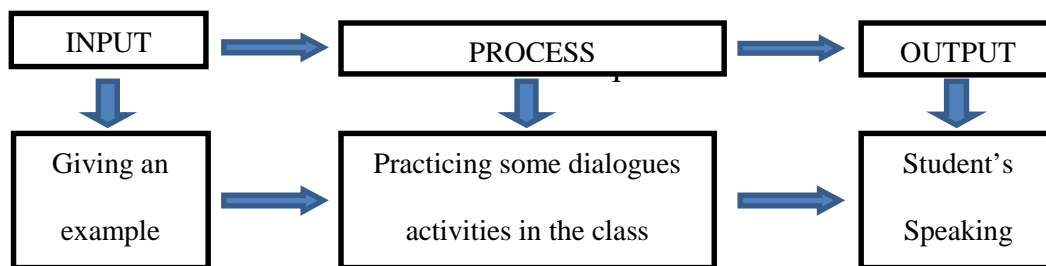 INPUT
PROCESS
OUTPUT
Giving an
example
Practicing some dialogues
activities in the class
Student’s
Speaking